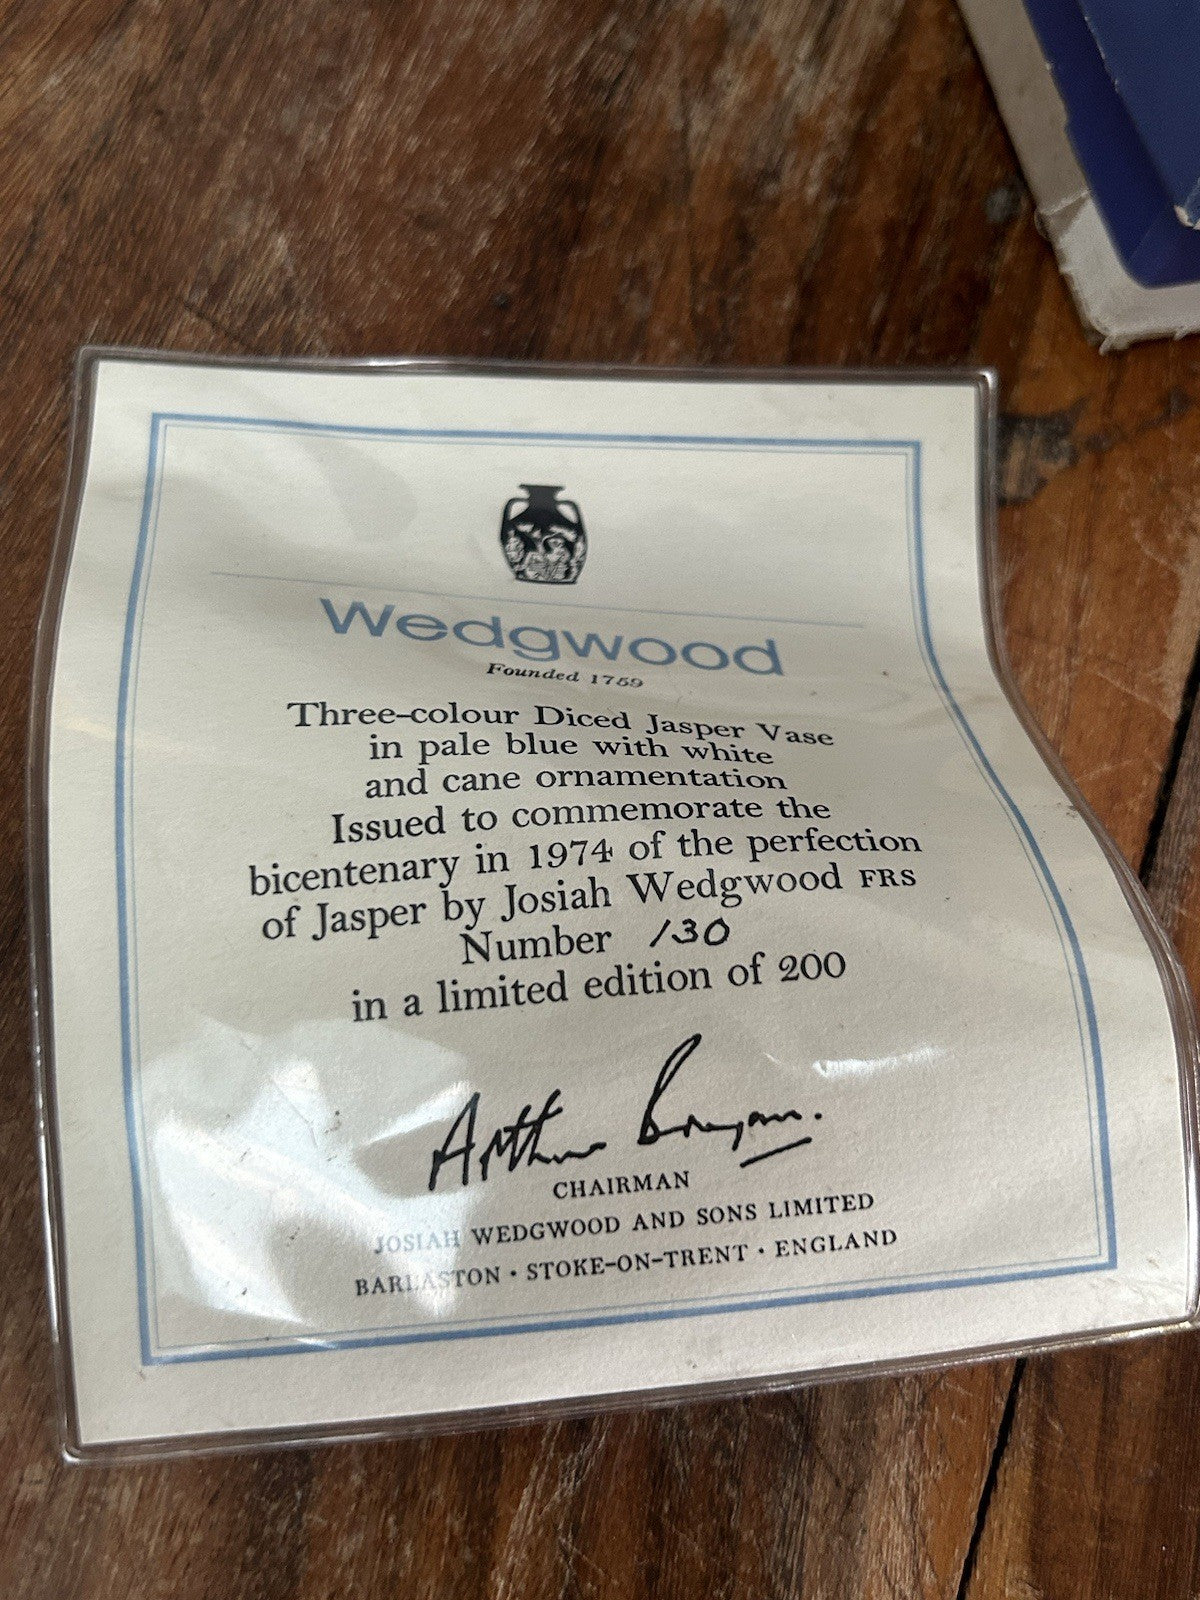 Wedgwood
Founded 1759
Three-colour Diced Jasper Vase
in pale blue with white
and cane ornamentation
Issued to commemorate the
bicentenary in 1974 of the perfection
of Jasper by Josiah Wedgwood FRS
Number 130
in a limited edition of 200
Arthur Bryan.
CHAIRMAN
JOSIAH WEDGWOOD AND SONS LIMITED
BARLASTON · STOKE-ON-TRENT · ENGLAND